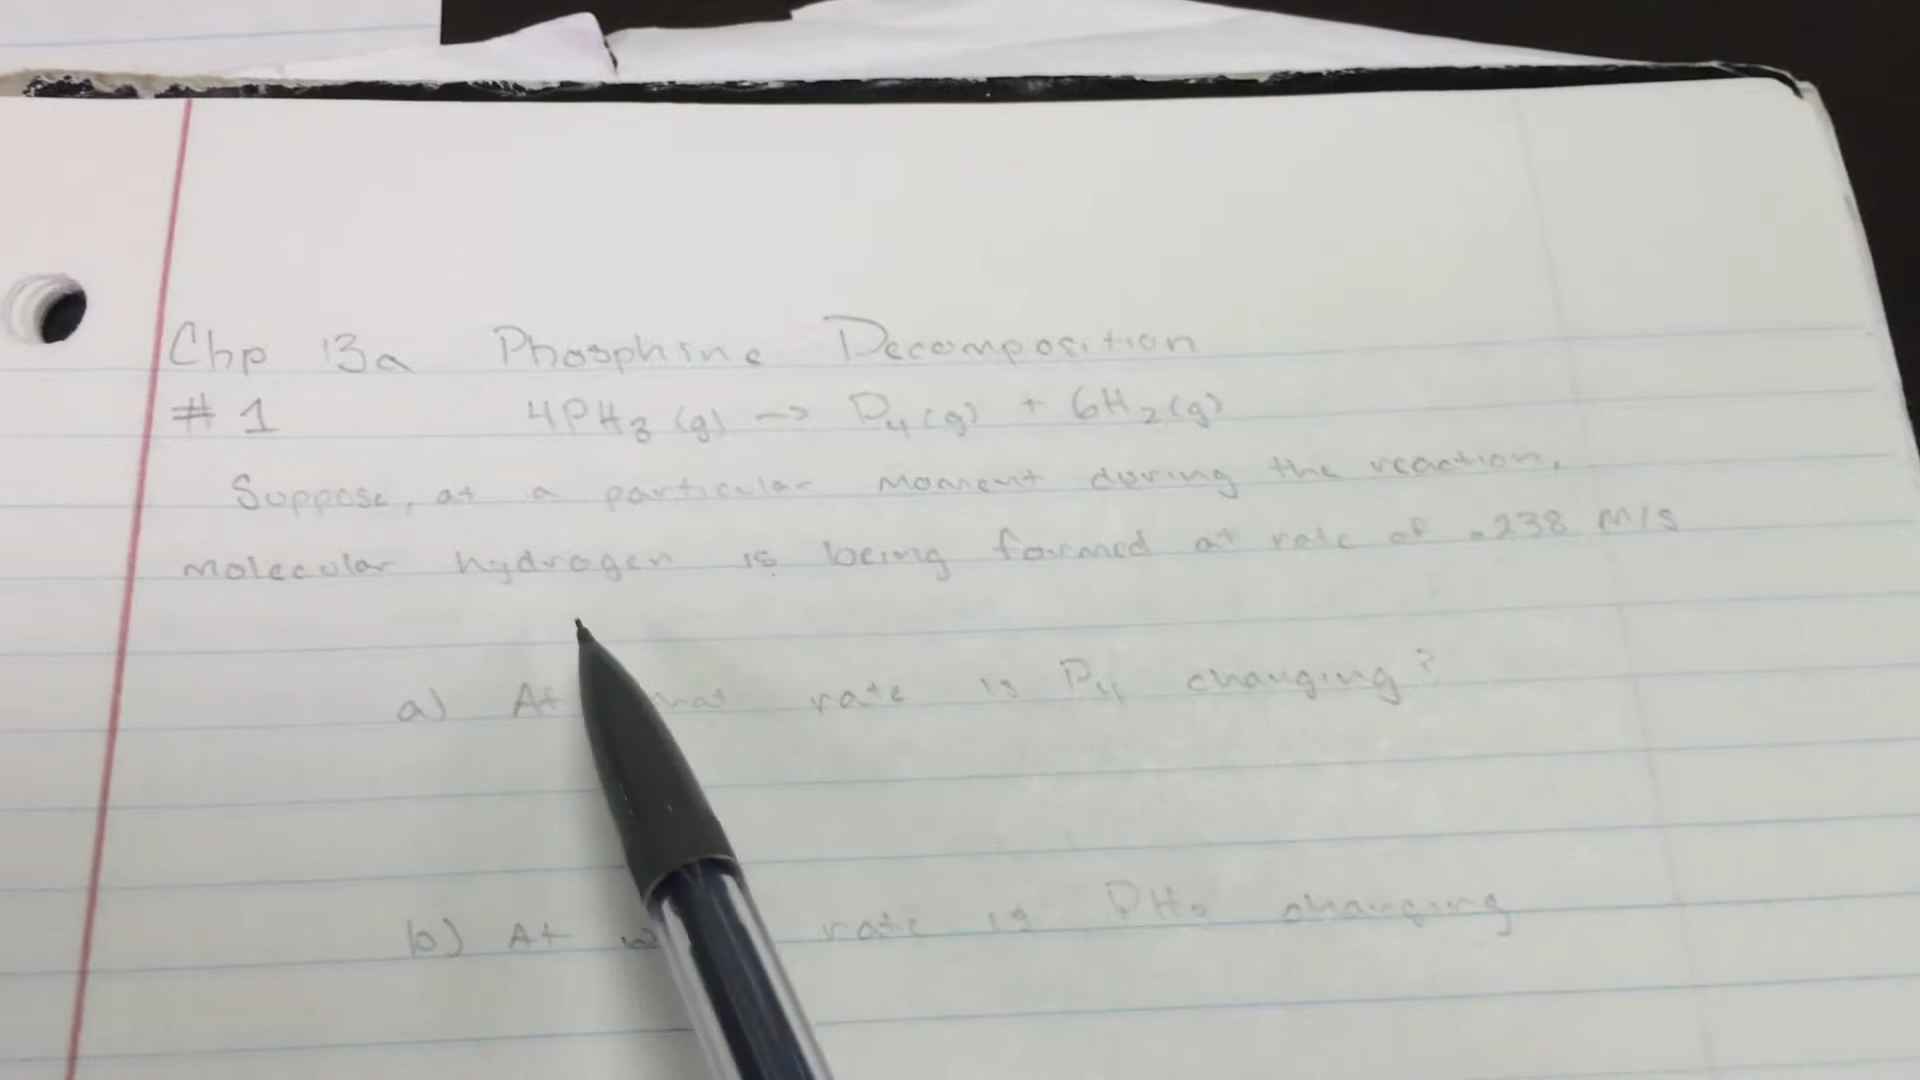 Chp 13a Phosphine Decomposition
# 1 4PH₃ (g) → P₄ (g) + 6H₂ (g)
Suppose, at a particular moment during the reaction,
molecular hydrogen is being formed at rate of .238 M/s
a) At rate is P₄ changing?
b) At rate is PH₃ changing